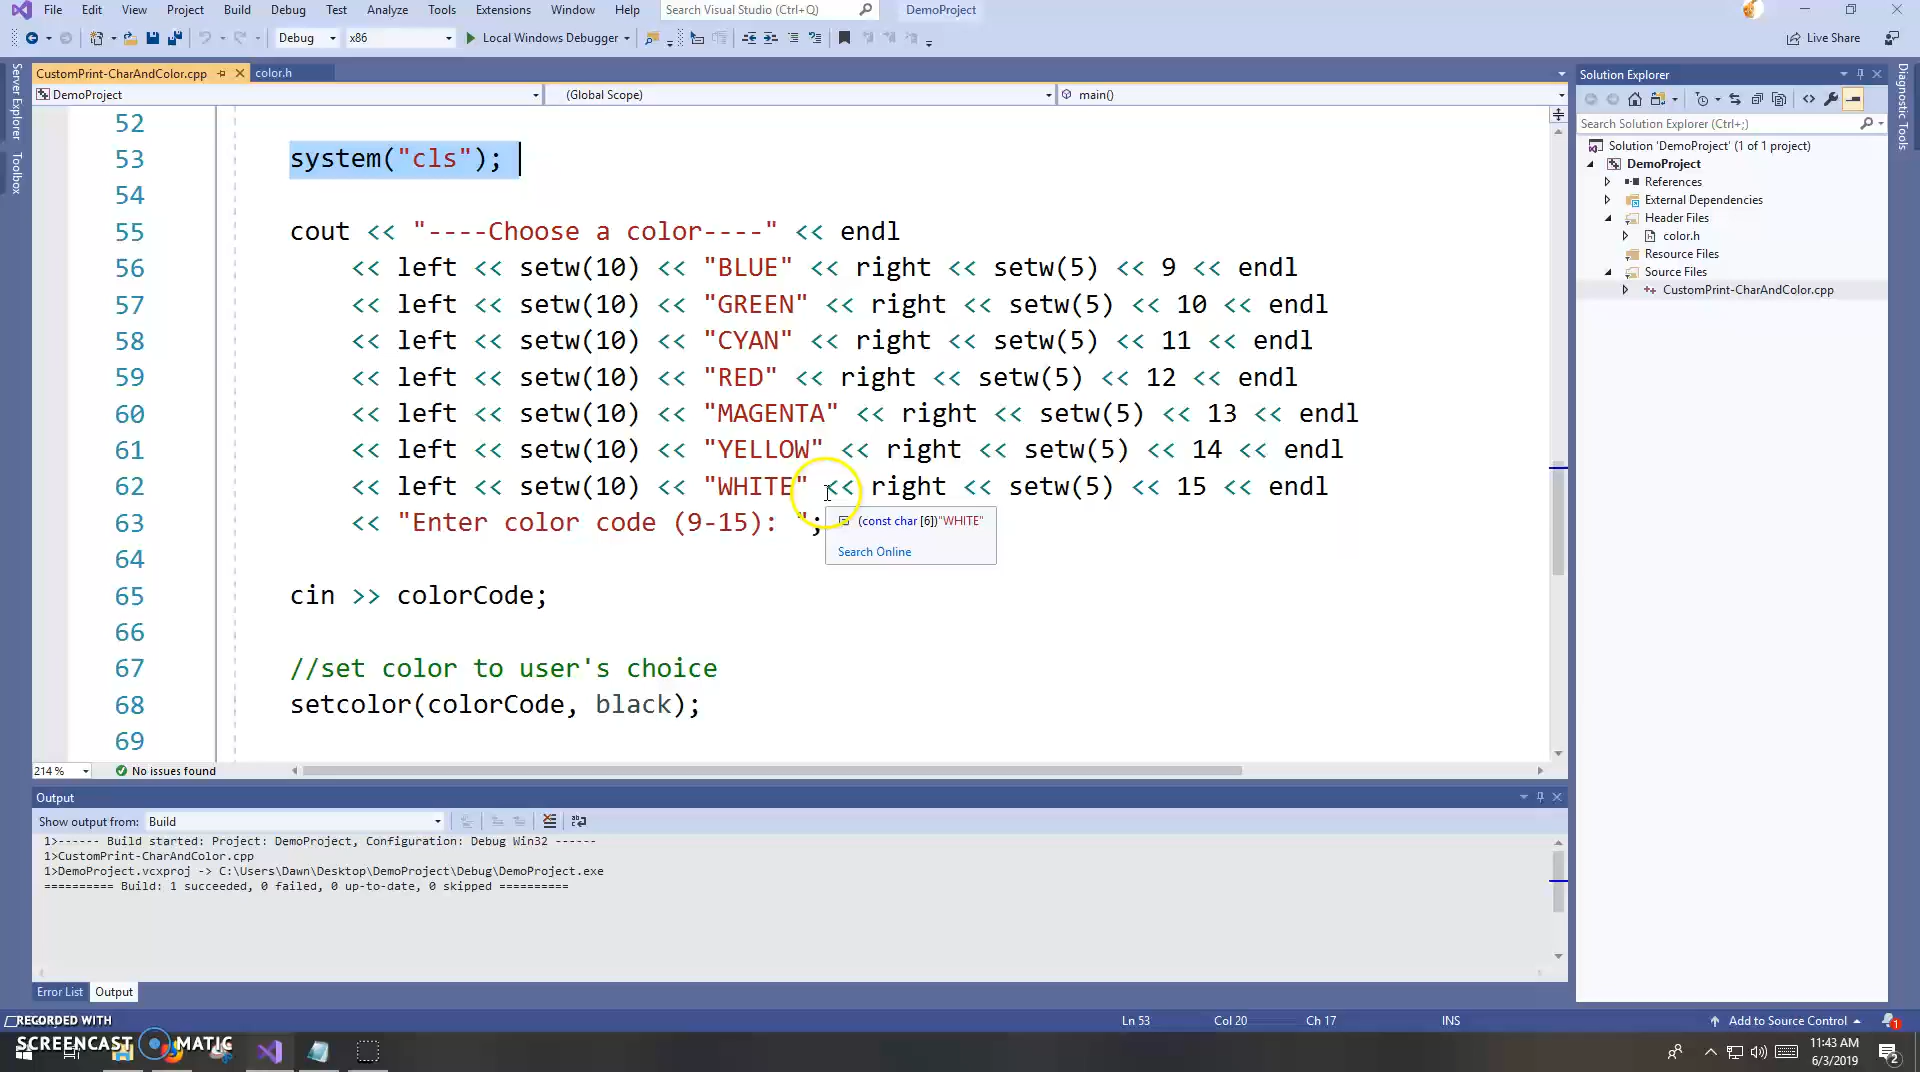 File Edit View Project Build Debug Test Analyze Tools Extensions Window Help Search Visual Studio (Ctrl+Q) DemoProject
Debug x86 Local Windows Debugger Live Share
Server Explorer
Toolbox
CustomPrint-CharAndColor.cpp color.h
DemoProject (Global Scope) main()
52
53 system("cls");
54
55 cout << "----Choose a color----" << endl
56 << left << setw(10) << "BLUE" << right << setw(5) << 9 << endl
57 << left << setw(10) << "GREEN" << right << setw(5) << 10 << endl
58 << left << setw(10) << "CYAN" << right << setw(5) << 11 << endl
59 << left << setw(10) << "RED" << right << setw(5) << 12 << endl
60 << left << setw(10) << "MAGENTA" << right << setw(5) << 13 << endl
61 << left << setw(10) << "YELLOW" << right << setw(5) << 14 << endl
62 << left << setw(10) << "WHITE" << right << setw(5) << 15 << endl
63 << "Enter color code (9-15): ";
(const char [6])"WHITE"
Search Online
64
65 cin >> colorCode;
66
67 //set color to user's choice
68 setcolor(colorCode, black);
69
214 % No issues found
Output
Show output from: Build
1>------ Build started: Project: DemoProject, Configuration: Debug Win32 ------
1>CustomPrint-CharAndColor.cpp
1>DemoProject.vcxproj -> C:\Users\Dawn\Desktop\DemoProject\Debug\DemoProject.exe
========== Build: 1 succeeded, 0 failed, 0 up-to-date, 0 skipped ==========
Error List Output
Solution Explorer
Search Solution Explorer (Ctrl+;)
Solution 'DemoProject' (1 of 1 project)
DemoProject
References
External Dependencies
Header Files
color.h
Resource Files
Source Files
CustomPrint-CharAndColor.cpp
Diagnostic Tools
Ln 53 Col 20 Ch 17 INS Add to Source Control 1
RECORDED WITH
SCREENCAST MATIC
11:43 AM
6/3/2019
2